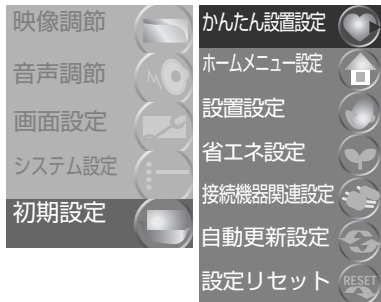 映像調節
音声調節
画面設定
システム設定
初期設定
かんたん設置設定
ホームメニュー設定
設置設定
省エネ設定
接続機器関連設定
自動更新設定
設定リセット
RESET